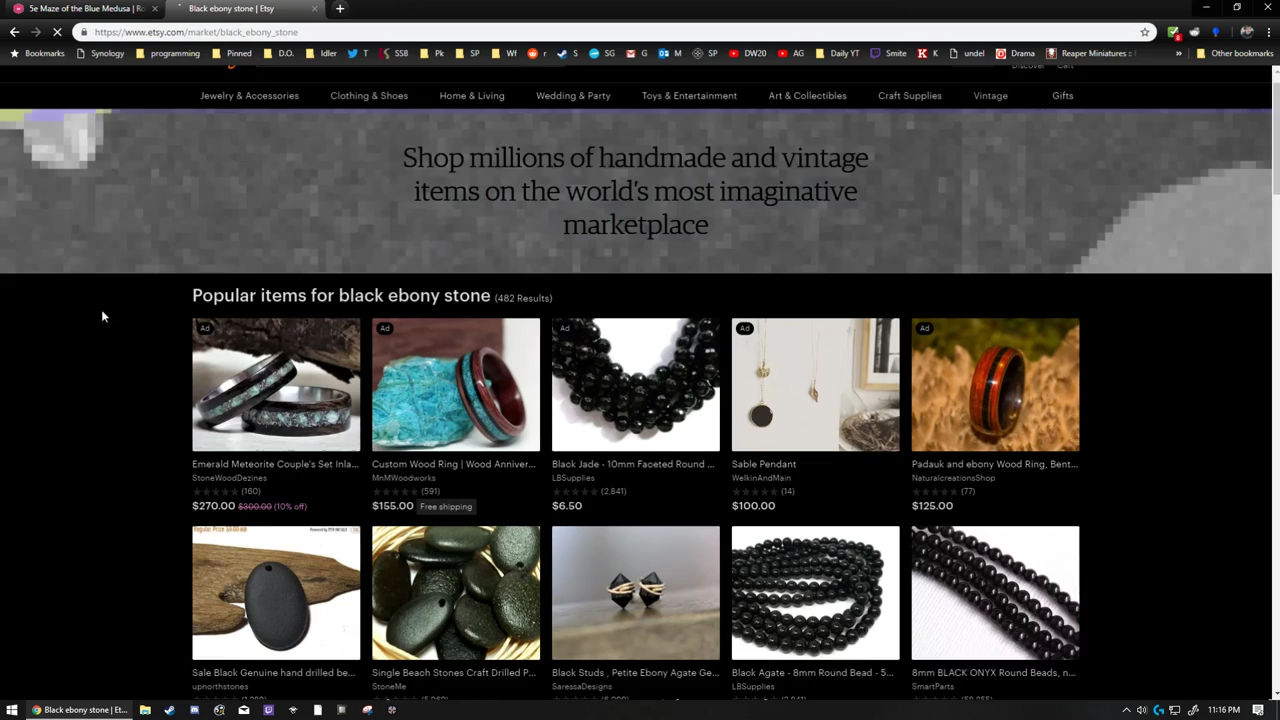 5e Maze of the Blue Medusa | Ro
Black ebony stone | Etsy
https://www.etsy.com/market/black_ebony_stone
Bookmarks Synology programming Pinned D.O. Idler T SSB Pk SP Wf r S SG G M SP DW20 AG Daily YT Smite K undel Drama Reaper Miniatures :: » Other bookmarks
Discover Cart
Jewelry & Accessories Clothing & Shoes Home & Living Wedding & Party Toys & Entertainment Art & Collectibles Craft Supplies Vintage Gifts
Shop millions of handmade and vintage
items on the world's most imaginative
marketplace
Popular items for black ebony stone (482 Results)
Ad Ad Ad Ad Ad
Emerald Meteorite Couple's Set Inla... Custom Wood Ring | Wood Anniver... Black Jade - 10mm Faceted Round ... Sable Pendant Padauk and ebony Wood Ring, Bent...
StoneWoodDezines MnMWoodworks LBSupplies WelkinAndMain NaturalcreationsShop
(160) (591) (2,841) (14) (77)
$270.00 $300.00 (10% off) $155.00 Free shipping $6.50 $100.00 $125.00
Sale Black Genuine hand drilled be... Single Beach Stones Craft Drilled P... Black Studs , Petite Ebony Agate Ge... Black Agate - 8mm Round Bead - 5... 8mm BLACK ONYX Round Beads, n...
upnorthstones StoneMe SaressaDesigns LBSupplies SmartParts
Black ebony stone | Et...
11:16 PM